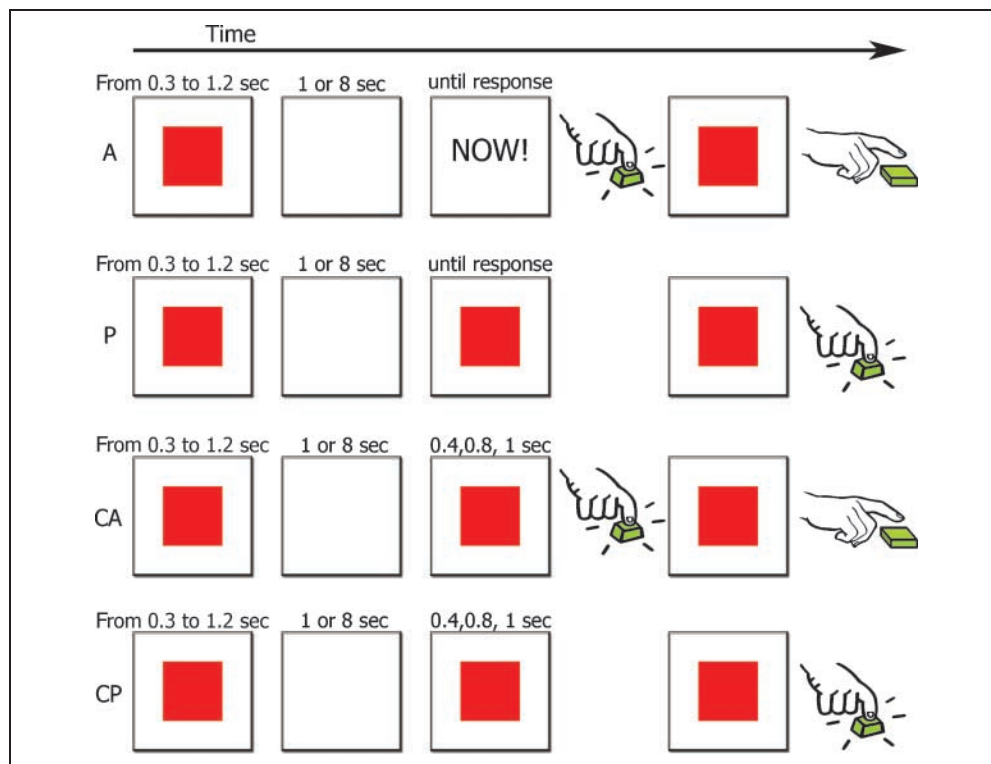 Time
From 0.3 to 1.2 sec 1 or 8 sec until response
A NOW!
From 0.3 to 1.2 sec 1 or 8 sec until response
P
From 0.3 to 1.2 sec 1 or 8 sec 0.4,0.8, 1 sec
CA
From 0.3 to 1.2 sec 1 or 8 sec 0.4,0.8, 1 sec
CP